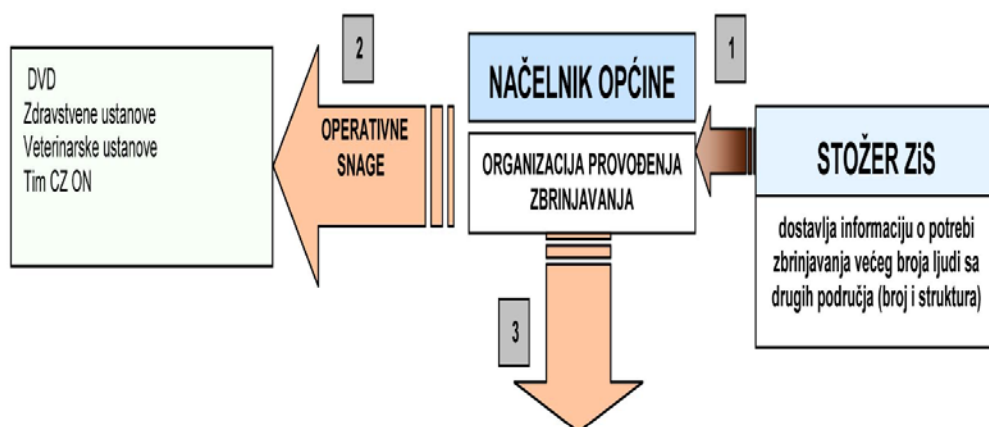 2
1
DVD
Zdravstvene ustanove
Veterinarske ustanove
Tim CZ ON
OPERATIVNE
SNAGE
NAČELNIK OPĆINE
ORGANIZACIJA PROVOĐENJA
ZBRINJAVANJA
STOŽER ZiS
dostavlja informaciju o potrebi
zbrinjavanja većeg broja ljudi sa
drugih područja (broj i struktura)
3